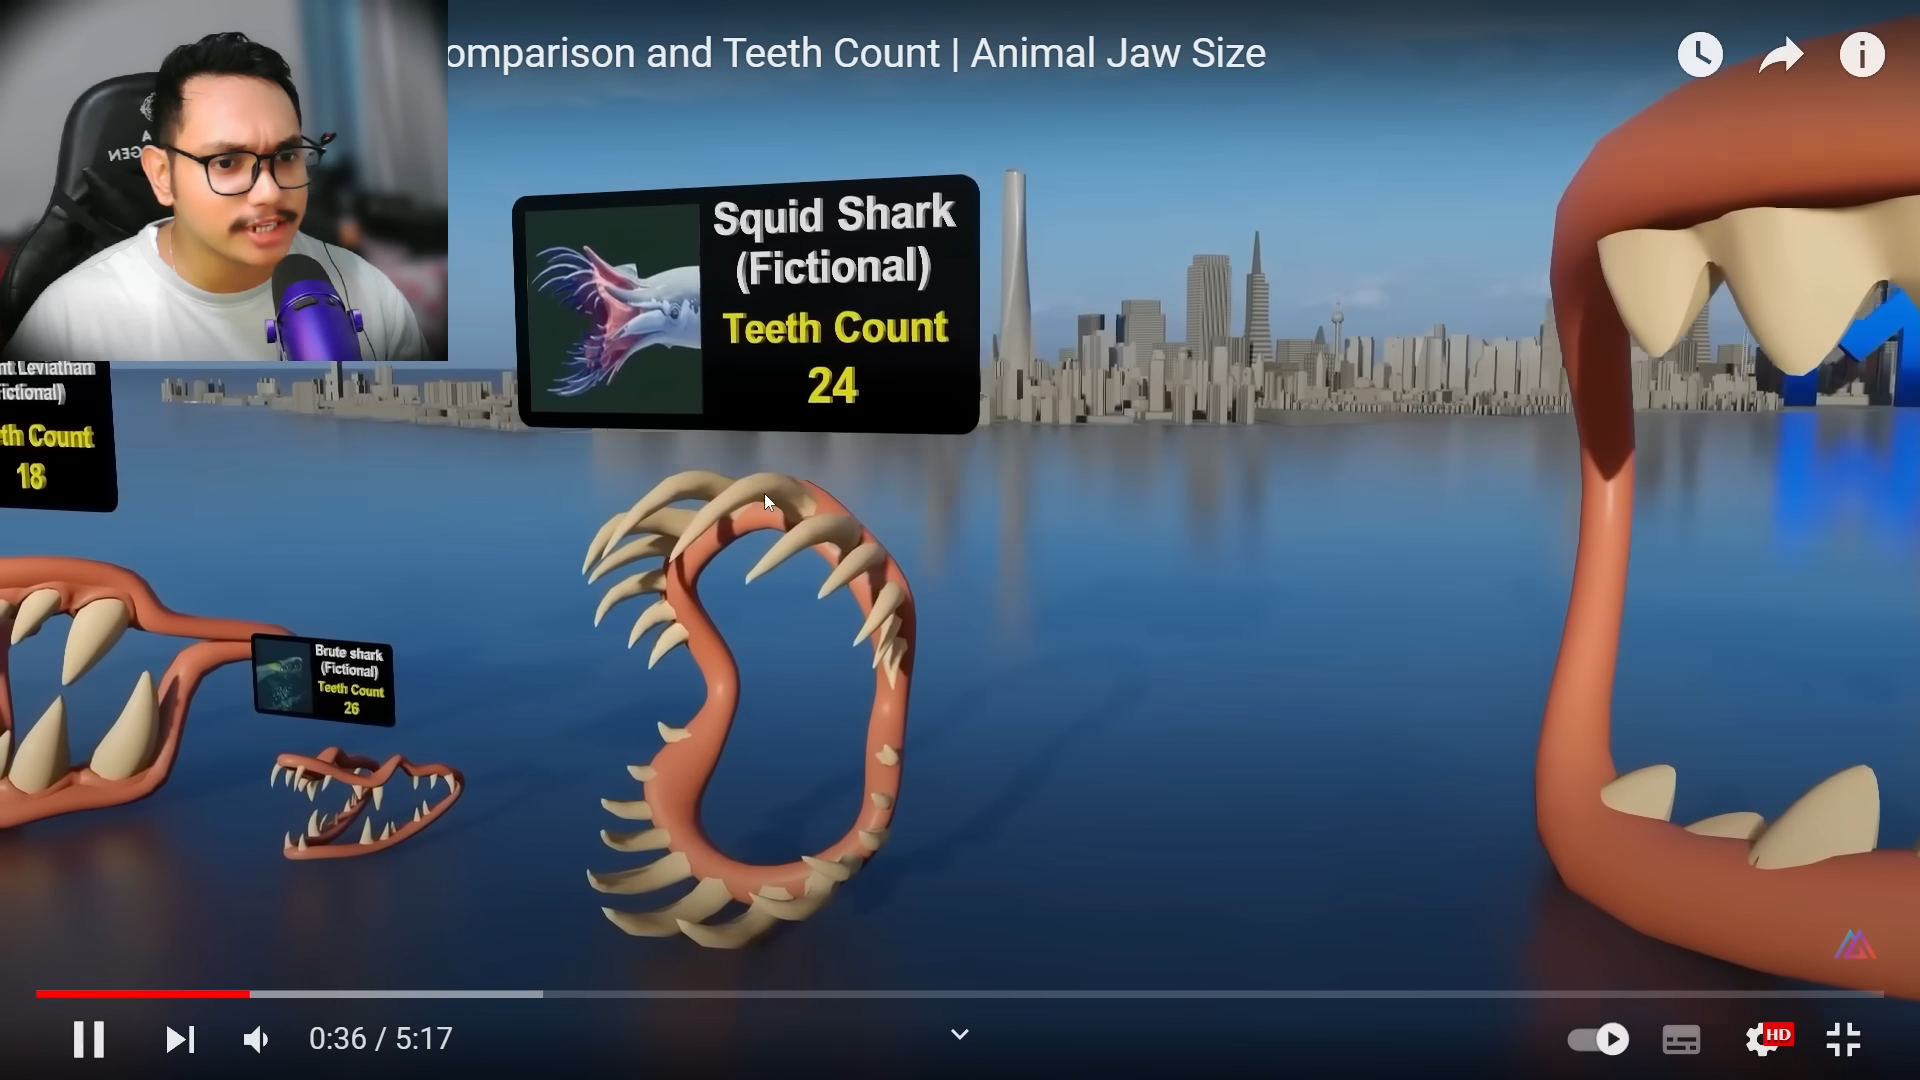 omparison and Teeth Count | Animal Jaw Size
Squid Shark
(Fictional)
Teeth Count
24
nt Leviathan
ictional)
th Count
18
Brute shark
(Fictional)
Teeth Count
26
0:36 / 5:17
HD